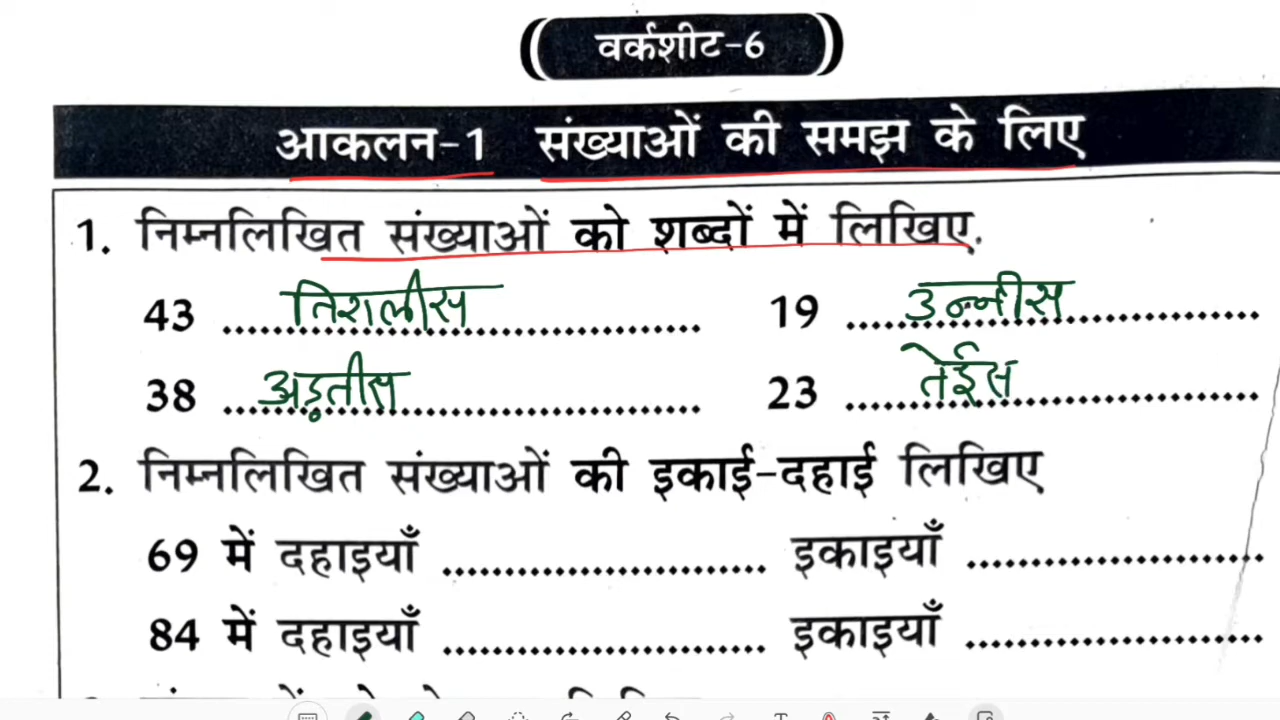 वर्कशीट-6
आकलन-1 संख्याओं की समझ के लिए
1. निम्नलिखित संख्याओं को शब्दों में लिखिए.
43 तिरालीस 19 उन्नीस
38 अड़तीस 23 तेईस
2. निम्नलिखित संख्याओं की इकाई-दहाई लिखिए
69 में दहाइयाँ .............................. इकाइयाँ ..............................
84 में दहाइयाँ .............................. इकाइयाँ ..............................